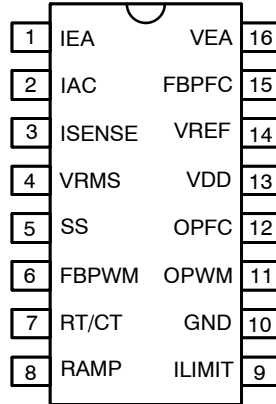 1 IEA VEA 16
2 IAC FBPFC 15
3 ISENSE VREF 14
4 VRMS VDD 13
5 SS OPFC 12
6 FBPWM OPWM 11
7 RT/CT GND 10
8 RAMP ILIMIT 9